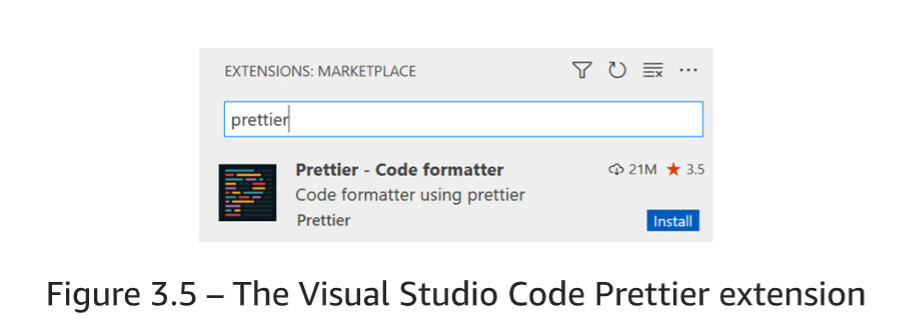 EXTENSIONS: MARKETPLACE
prettier
Prettier - Code formatter 21M 3.5
Code formatter using prettier
Prettier Install
Figure 3.5 – The Visual Studio Code Prettier extension